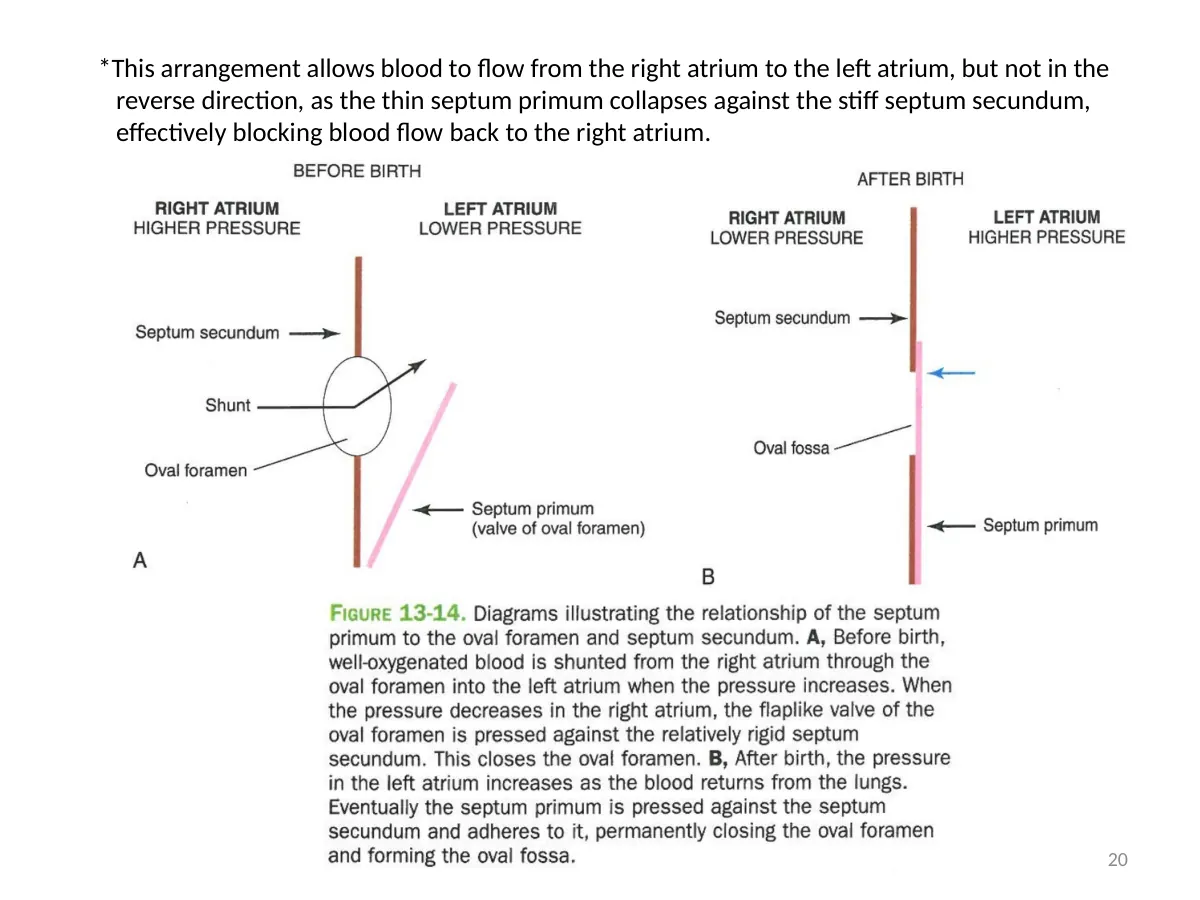 *This arrangement allows blood to flow from the right atrium to the left atrium, but not in the
reverse direction, as the thin septum primum collapses against the stiff septum secundum,
effectively blocking blood flow back to the right atrium.
BEFORE BIRTH
RIGHT ATRIUM
HIGHER PRESSURE
LEFT ATRIUM
LOWER PRESSURE
Septum secundum
Shunt
Oval foramen
Septum primum
(valve of oval foramen)
A
AFTER BIRTH
RIGHT ATRIUM
LOWER PRESSURE
LEFT ATRIUM
HIGHER PRESSURE
Septum secundum
Oval fossa
Septum primum
B
FIGURE 13-14. Diagrams illustrating the relationship of the septum
primum to the oval foramen and septum secundum. A, Before birth,
well-oxygenated blood is shunted from the right atrium through the
oval foramen into the left atrium when the pressure increases. When
the pressure decreases in the right atrium, the flaplike valve of the
oval foramen is pressed against the relatively rigid septum
secundum. This closes the oval foramen. B, After birth, the pressure
in the left atrium increases as the blood returns from the lungs.
Eventually the septum primum is pressed against the septum
secundum and adheres to it, permanently closing the oval foramen
and forming the oval fossa.
20